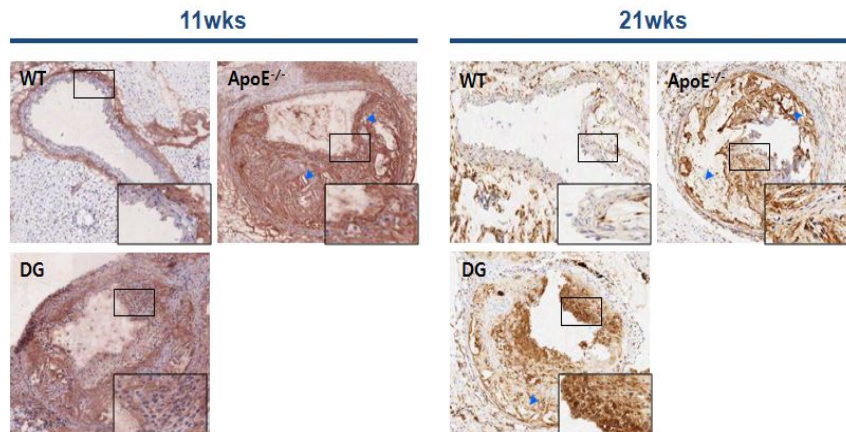 11wks
21wks
WT
ApoE-/-
WT
ApoE-/-
DG
DG